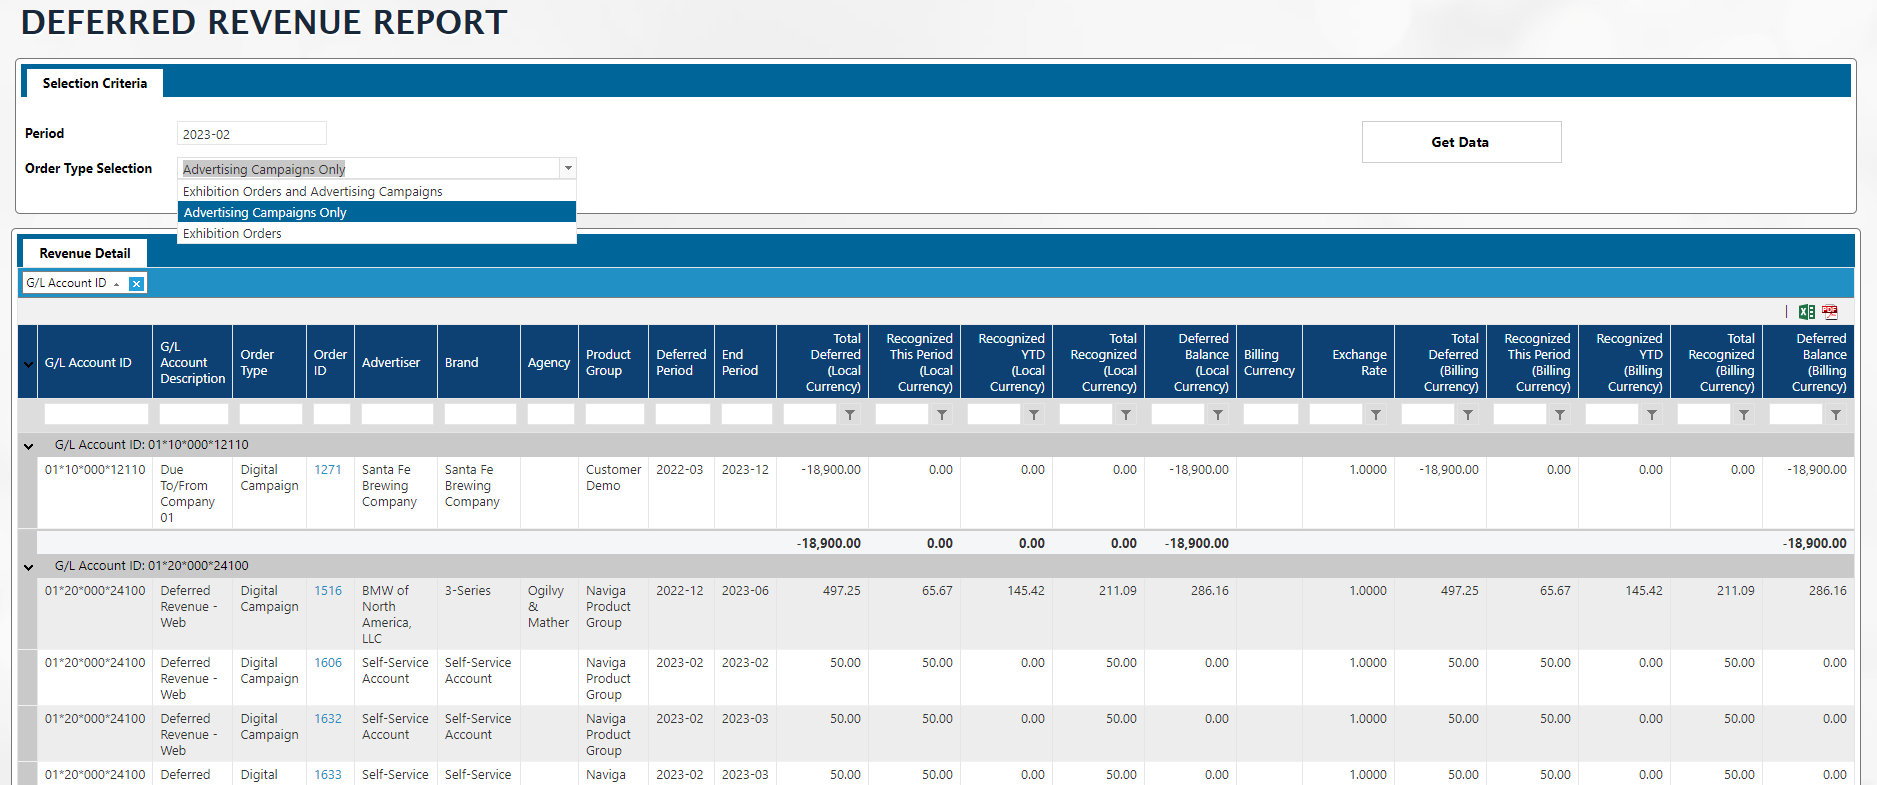 DEFERRED REVENUE REPORT
Selection Criteria
Period 2023-02
Get Data
Order Type Selection Advertising Campaigns Only
Exhibition Orders and Advertising Campaigns
Advertising Campaigns Only
Exhibition Orders
Revenue Detail
G/L Account ID
G/L Account ID G/L Account Description Order Type Order ID Advertiser Brand Agency Product Group Deferred Period End Period Total Deferred (Local Currency) Recognized This Period (Local Currency) Recognized YTD (Local Currency) Total Recognized (Local Currency) Deferred Balance (Local Currency) Billing Currency Exchange Rate Total Deferred (Billing Currency) Recognized This Period (Billing Currency) Recognized YTD (Billing Currency) Total Recognized (Billing Currency) Deferred Balance (Billing Currency)
G/L Account ID: 01*10*000*12110
01*10*000*12110 Due To/From Company 01 Digital Campaign 1271 Santa Fe Brewing Company Santa Fe Brewing Company Customer Demo 2022-03 2023-12 -18,900.00 0.00 0.00 0.00 -18,900.00 1.0000 -18,900.00 0.00 0.00 0.00 -18,900.00
-18,900.00 0.00 0.00 0.00 -18,900.00 -18,900.00
G/L Account ID: 01*20*000*24100
01*20*000*24100 Deferred Revenue - Web Digital Campaign 1516 BMW of North America, LLC 3-Series Ogilvy & Mather Naviga Product Group 2022-12 2023-06 497.25 65.67 145.42 211.09 286.16 1.0000 497.25 65.67 145.42 211.09 286.16
01*20*000*24100 Deferred Revenue - Web Digital Campaign 1606 Self-Service Account Self-Service Account Naviga Product Group 2023-02 2023-02 50.00 50.00 0.00 50.00 0.00 1.0000 50.00 50.00 0.00 50.00 0.00
01*20*000*24100 Deferred Revenue - Web Digital Campaign 1632 Self-Service Account Self-Service Account Naviga Product Group 2023-02 2023-03 50.00 50.00 0.00 50.00 0.00 1.0000 50.00 50.00 0.00 50.00 0.00
01*20*000*24100 Deferred Digital 1633 Self-Service Self-Service Naviga 2023-02 2023-03 50.00 50.00 0.00 50.00 0.00 1.0000 50.00 50.00 0.00 50.00 0.00